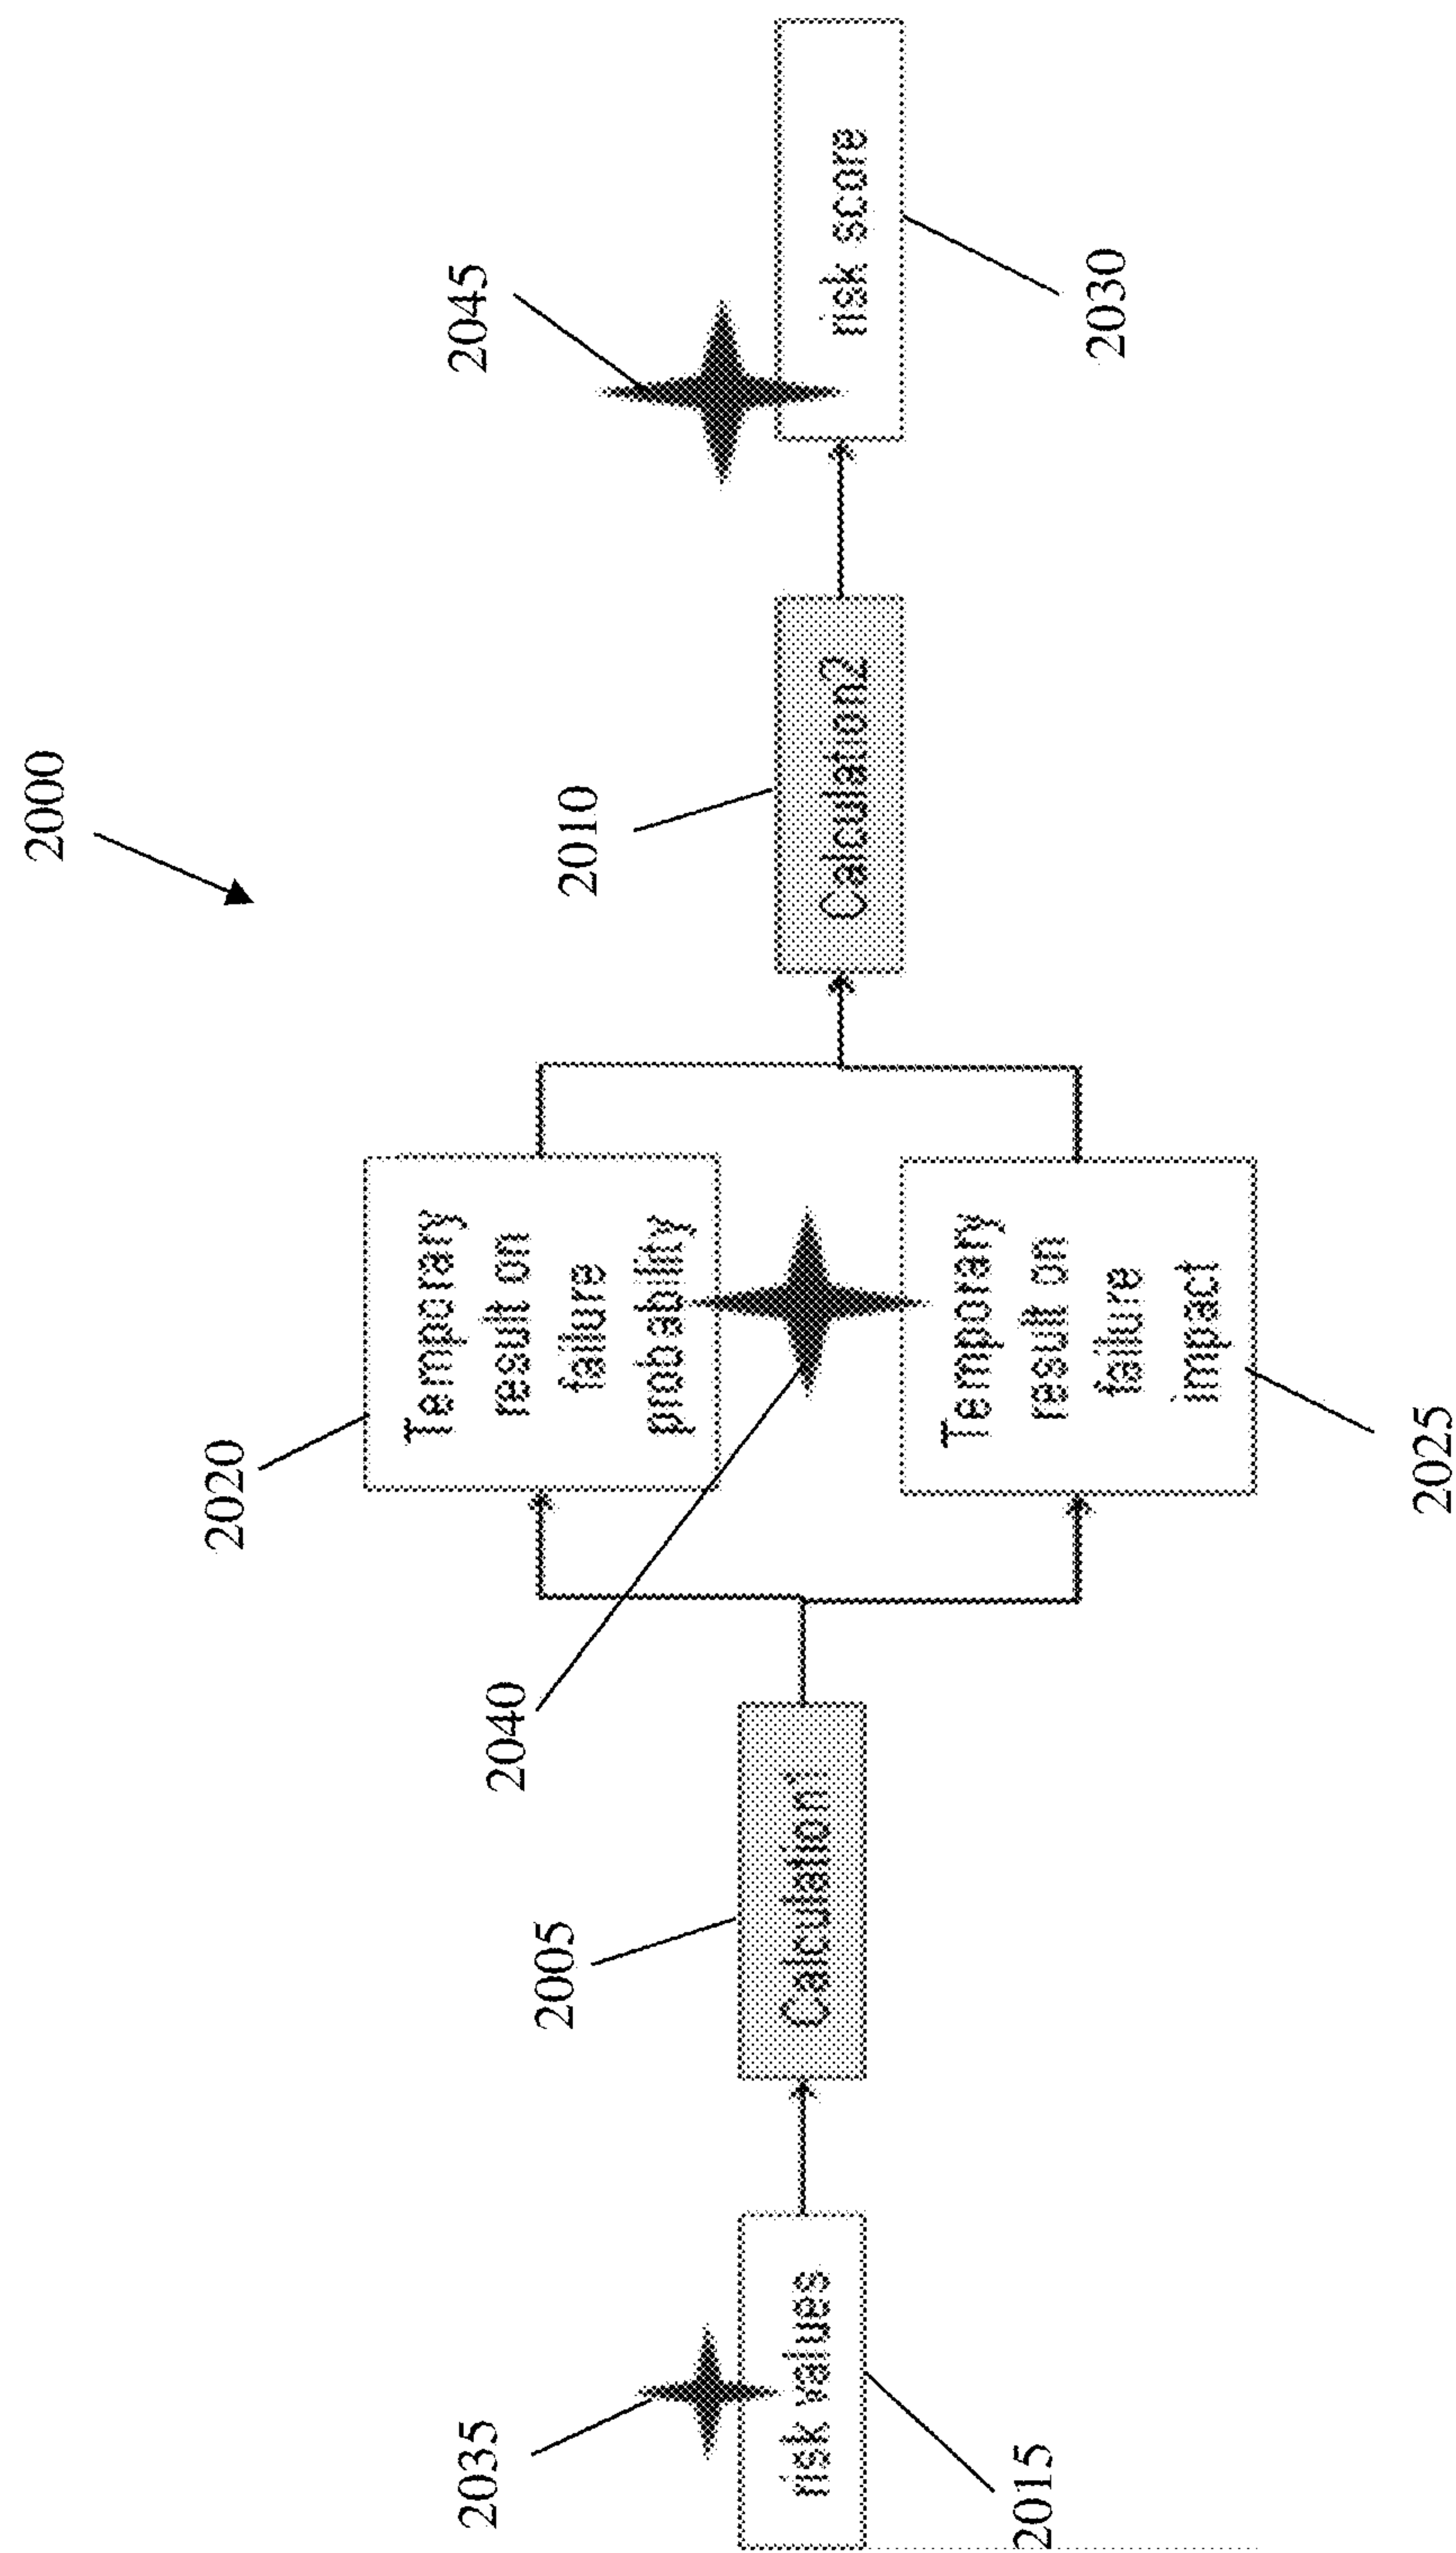 2000
2045
risk score
2030
2010
Calculation2
2020
Temporary
result on
failure
probability
2040
Temporary
result on
failure
impact
2025
2005
Calculation1
2035
risk values
2015